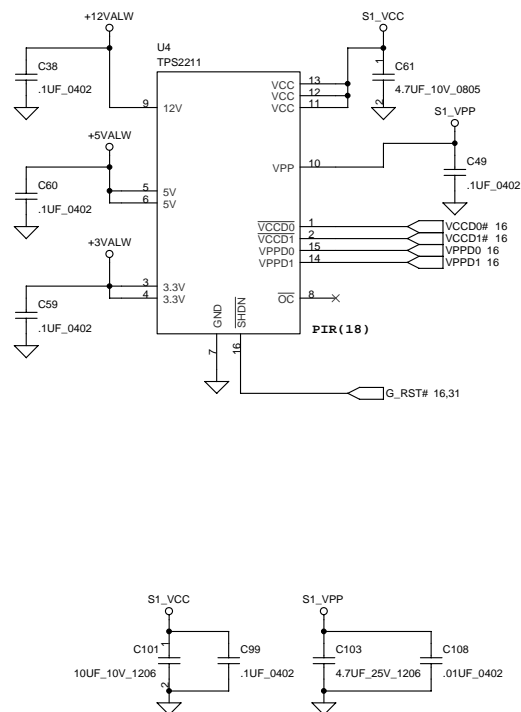 +12VALW
S1_VCC
C38
.1UF_0402
U4
TPS2211
1
C61
2
4.7UF_10V_0805
9
12V
VCC
13
VCC
12
VCC
11
S1_VPP
+5VALW
VPP
10
C49
.1UF_0402
C60
.1UF_0402
5
5V
6
5V
VCCD0
1
VCCD0# 16
VCCD1
2
VCCD1# 16
VPPD0
15
VPPD0 16
VPPD1
14
VPPD1 16
+3VALW
3
3.3V
4
3.3V
C59
.1UF_0402
OC
8
GND
SHDN
PIR(18)
7
16
G_RST# 16,31
S1_VCC
S1_VPP
1
C101
C99
C103
C108
10UF_10V_1206
.1UF_0402
4.7UF_25V_1206
.01UF_0402
2